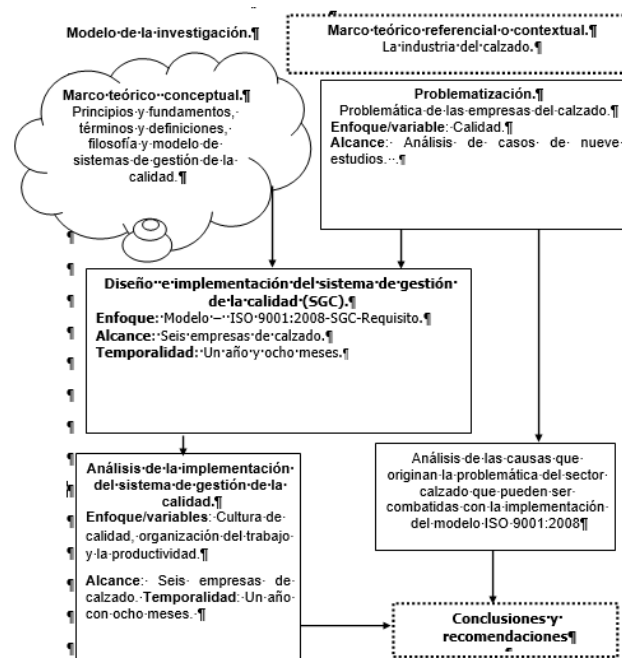 Modelo de la investigación.¶
Marco teórico referencial o contextual.¶
La industria del calzado.¶
Marco teórico conceptual.¶
Principios y fundamentos,
términos y definiciones,
filosofía y modelo de
sistemas de gestión de la
calidad.¶
Problematización.¶
Problemática de las empresas del calzado.¶
Enfoque/variable: Calidad.¶
Alcance: Análisis de casos de nueve
estudios. .¶
Diseño e implementación del sistema de gestión
de la calidad (SGC).¶
Enfoque: Modelo – ISO 9001:2008-SGC-Requisito.¶
Alcance: Seis empresas de calzado.¶
Temporalidad: Un año y ocho meses.¶
Análisis de la implementación
del sistema de gestión de la
calidad.¶
Enfoque/variables: Cultura de
calidad, organización del trabajo
y la productividad.¶
Alcance: Seis empresas de
calzado. Temporalidad: Un año
con ocho meses. ¶
Análisis de las causas que
originan la problemática del sector
calzado que pueden ser
combatidas con la implementación
del modelo ISO 9001:2008¶
Conclusiones y
recomendaciones¶